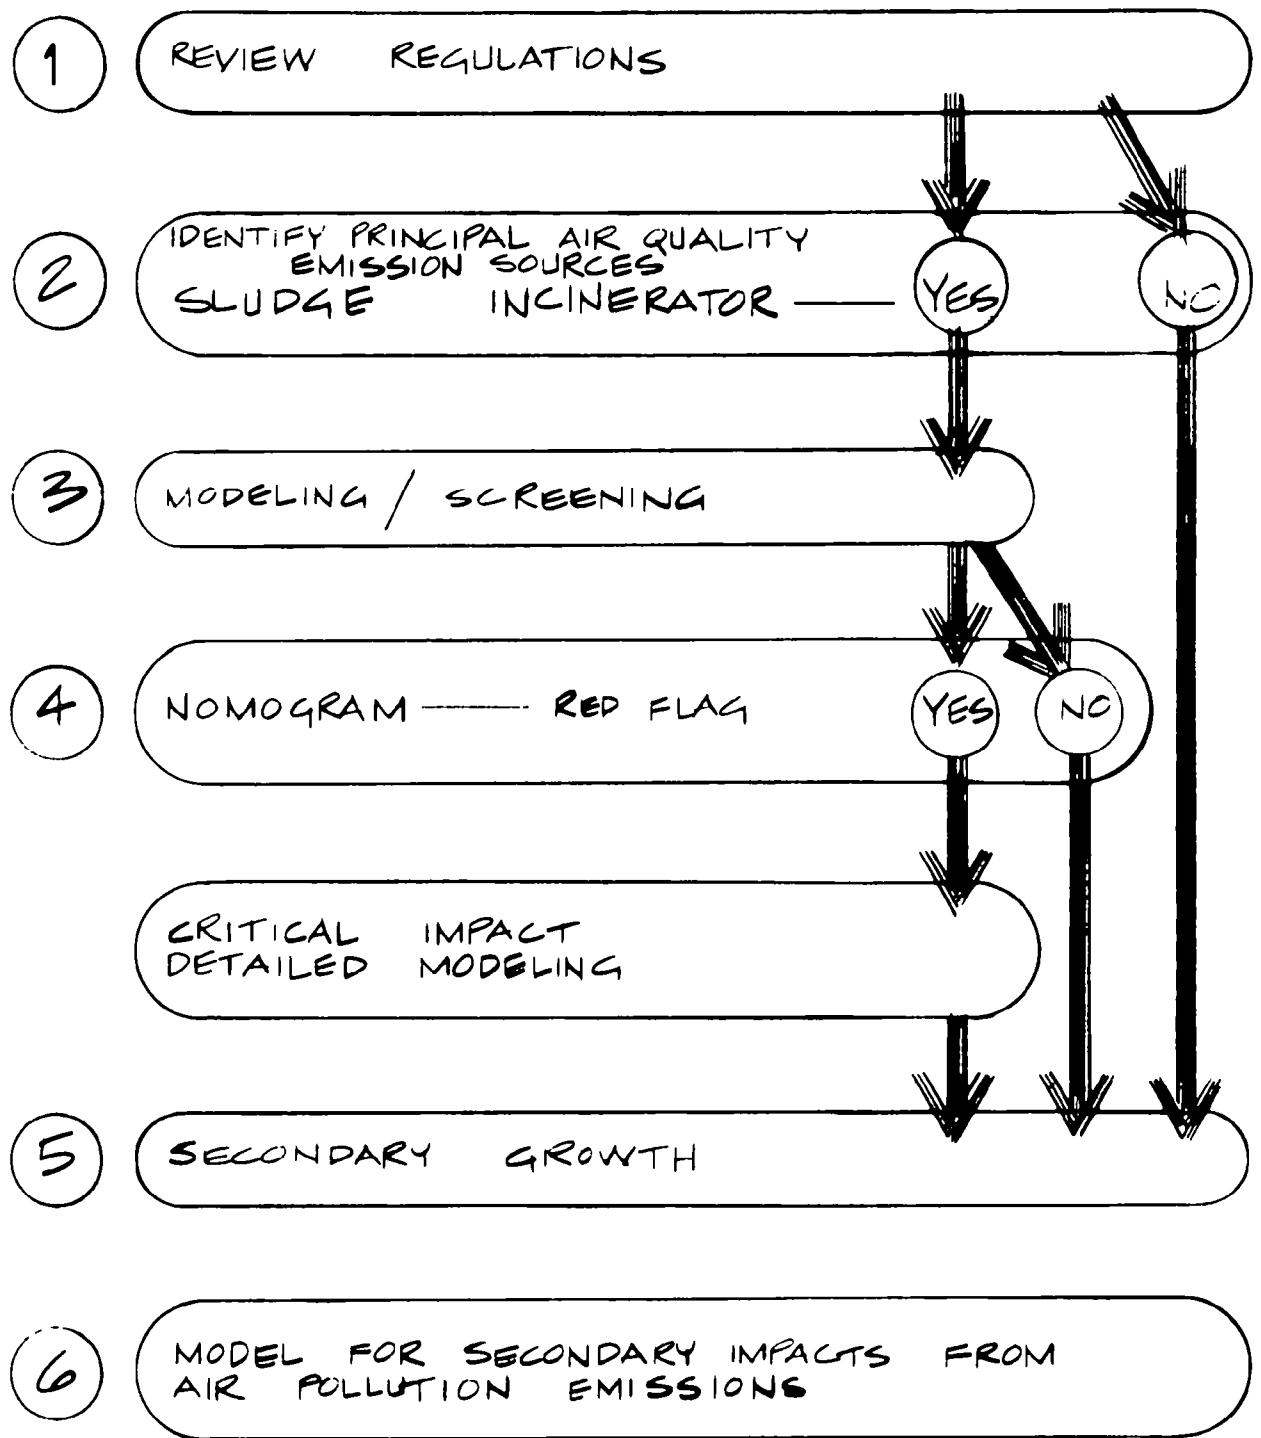 1 REVIEW REGULATIONS
2 IDENTIFY PRINCIPAL AIR QUALITY
EMISSION SOURCES
SLUDGE INCINERATOR — YES NO
3 MODELING / SCREENING
4 NOMOGRAM — RED FLAG YES NO
CRITICAL IMPACT
DETAILED MODELING
5 SECONDARY GROWTH
6 MODEL FOR SECONDARY IMPACTS FROM
AIR POLLUTION EMISSIONS